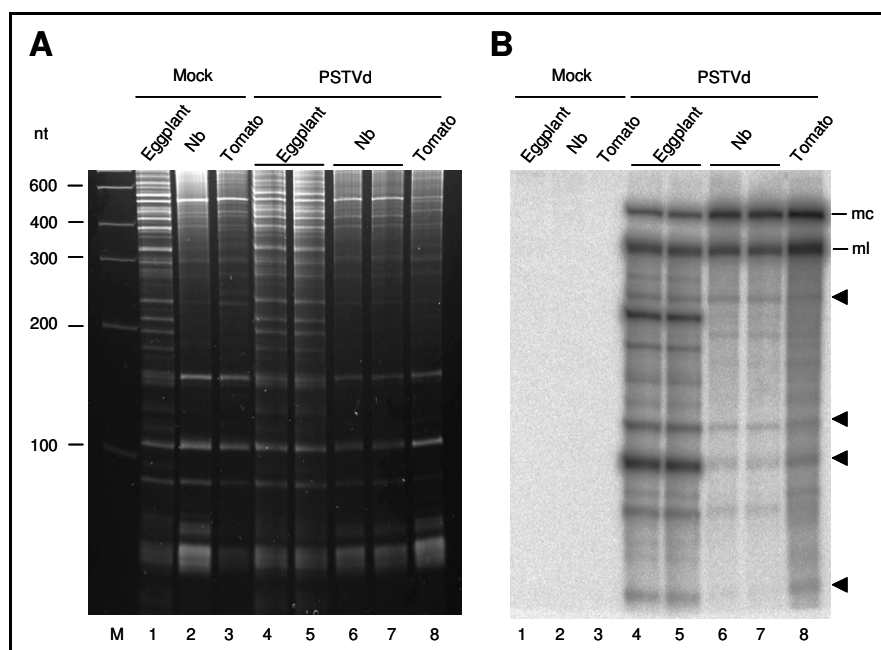 A
B
Mock
PSTVd
Mock
PSTVd
nt
Eggplant
Nb
Tomato
Eggplant
Nb
Tomato
Eggplant
Nb
Tomato
Eggplant
Nb
Tomato
600
400
300
200
100
mc
ml
M 1 2 3 4 5 6 7 8
1 2 3 4 5 6 7 8